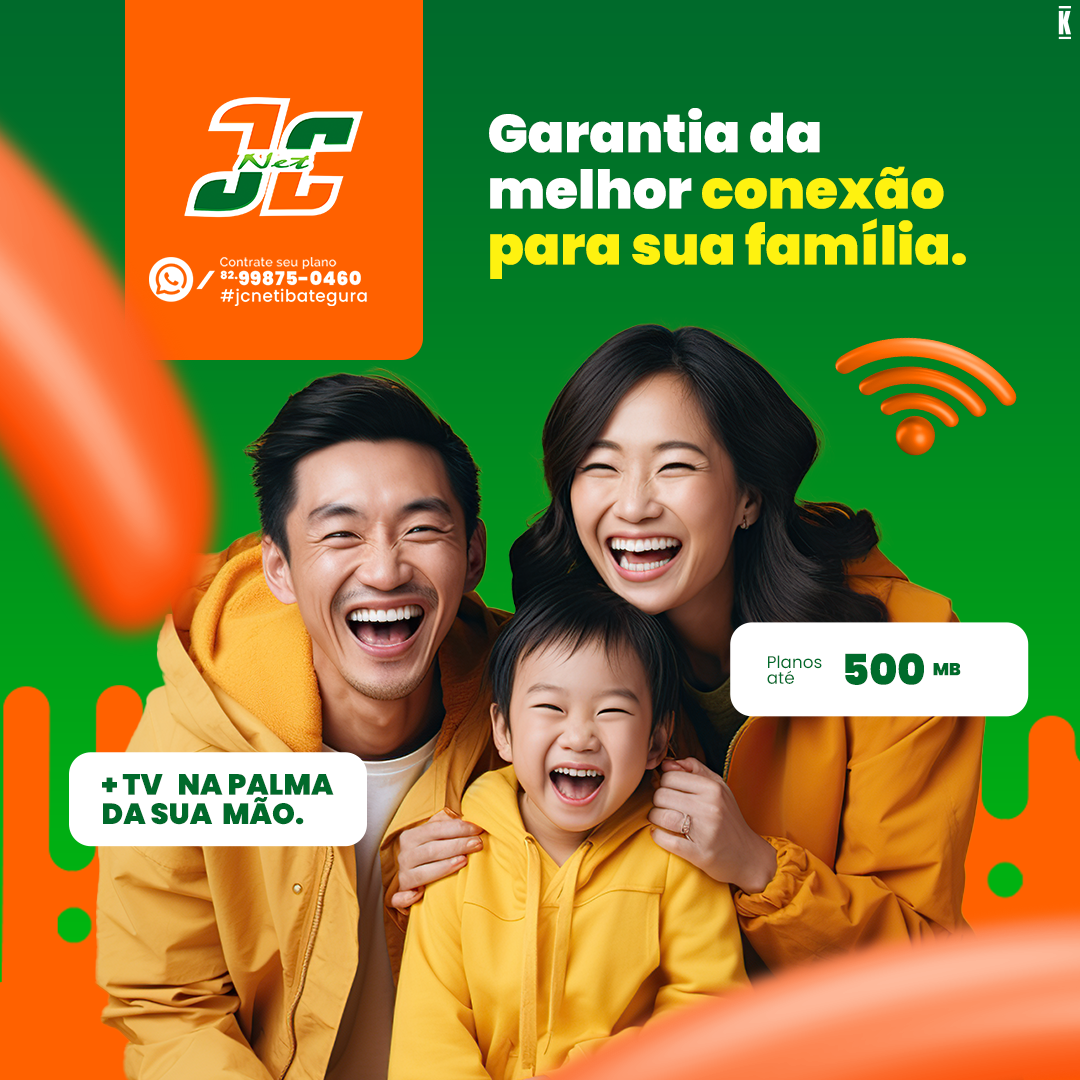 K
JC
Net
Contrate seu plano
82.99875-0460
#jcnetibategura
Garantia da
melhor conexão
para sua família.
Planos
até
500 MB
+TV NA PALMA
DA SUA MÃO.